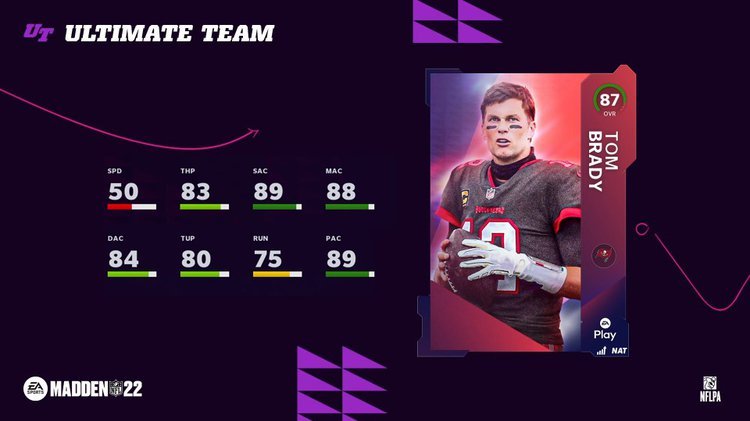 UT ULTIMATE TEAM
87
OVR
TOM
BRADY
SPD THP SAC MAC
50 83 89 88
DAC TUP RUN PAC
84 80 75 89
EA
Play
NAT
EA SPORTS MADDEN NFL 22
NFLPA